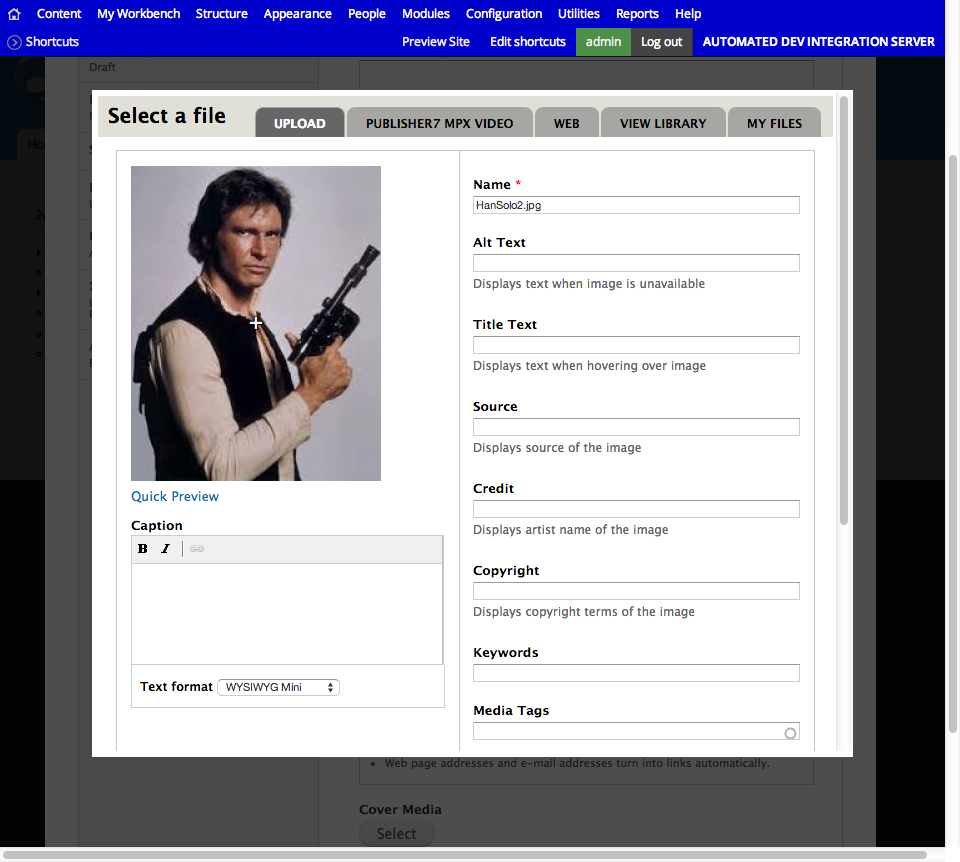 Content My Workbench Structure Appearance People Modules Configuration Utilities Reports Help
Shortcuts Preview Site Edit shortcuts admin Log out AUTOMATED DEV INTEGRATION SERVER
Draft
Select a file UPLOAD PUBLISHER7 MPX VIDEO WEB VIEW LIBRARY MY FILES
Name *
HanSolo2.jpg
Alt Text
Displays text when image is unavailable
Title Text
Displays text when hovering over image
Source
Displays source of the image
Credit
Displays artist name of the image
Copyright
Displays copyright terms of the image
Keywords
Media Tags
Quick Preview
Caption
B I
Text format WYSIWYG Mini
Web page addresses and e-mail addresses turn into links automatically.
Cover Media
Select